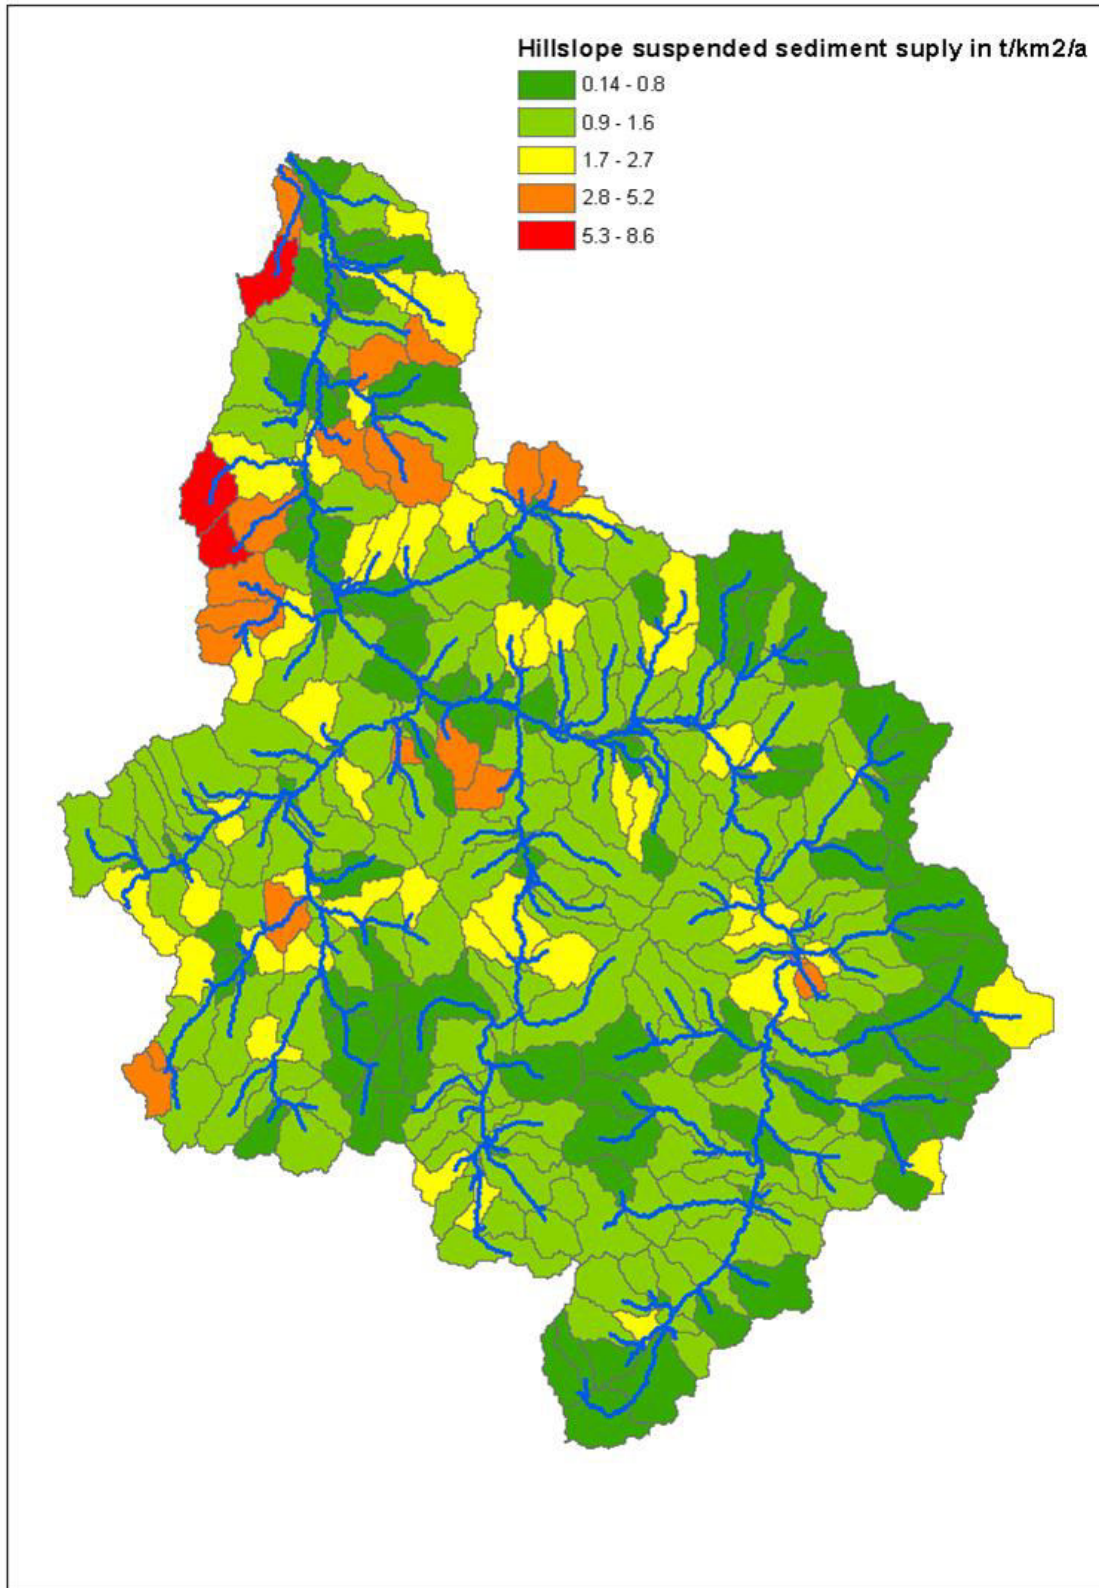 Hillslope suspended sediment suply in t/km2/a
0.14 - 0.8
0.9 - 1.6
1.7 - 2.7
2.8 - 5.2
5.3 - 8.6